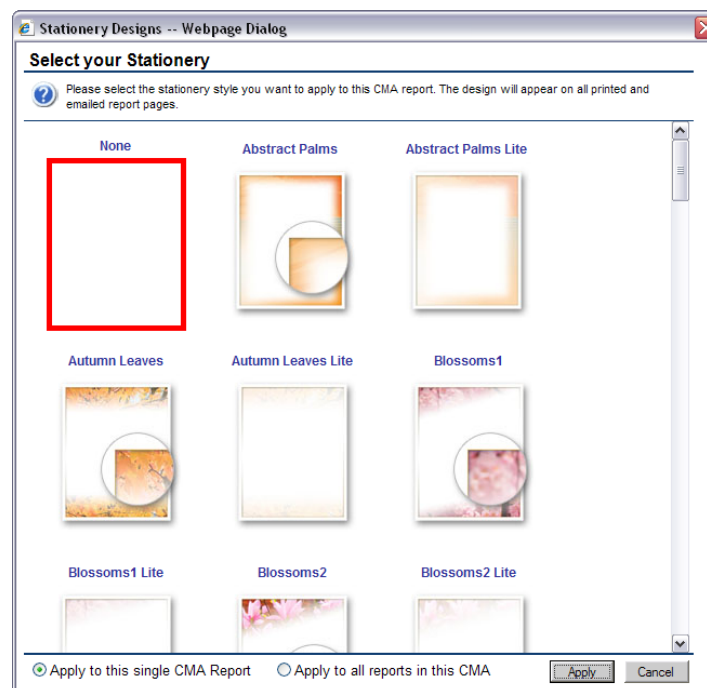 Stationery Designs -- Webpage Dialog
Select your Stationery
Please select the stationery style you want to apply to this CMA report. The design will appear on all printed and
emailed report pages.
None
Abstract Palms
Abstract Palms Lite
Autumn Leaves
Autumn Leaves Lite
Blossoms1
Blossoms1 Lite
Blossoms2
Blossoms2 Lite
Apply to this single CMA Report
Apply to all reports in this CMA
Apply
Cancel